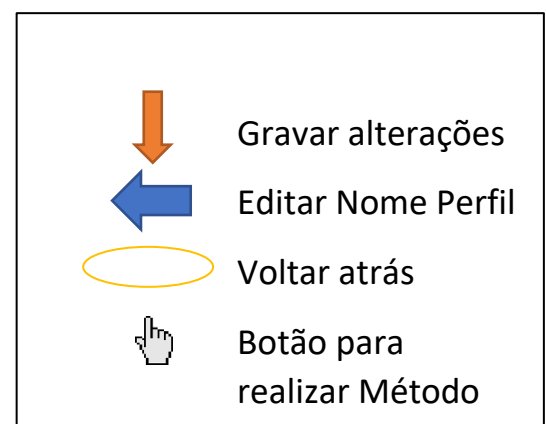 Gravar alterações
Editar Nome Perfil
Voltar atrás
Botão para
realizar Método